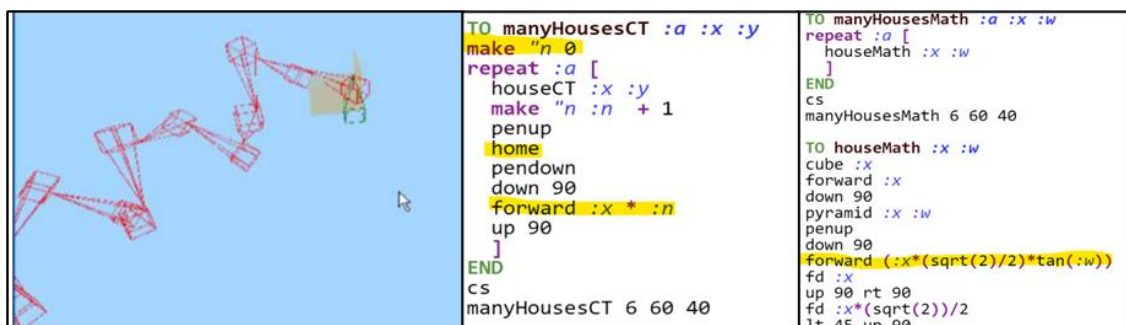 TO manyHousesCT :a :x :y
make "n 0
repeat :a [
houseCT :x :y
make "n :n + 1
penup
home
pendown
down 90
forward :x * :n
up 90
]
END
cs
manyHousesCT 6 60 40
TO manyHousesMath :a :x :w
repeat :a [
houseMath :x :w
]
END
cs
manyHousesMath 6 60 40
TO houseMath :x :w
cube :x
forward :x
down 90
pyramid :x :w
penup
down 90
forward (:x*(sqrt(2)/2)*tan(:w))
fd :x
up 90 rt 90
fd :x*(sqrt(2))/2
lt 45 up 90